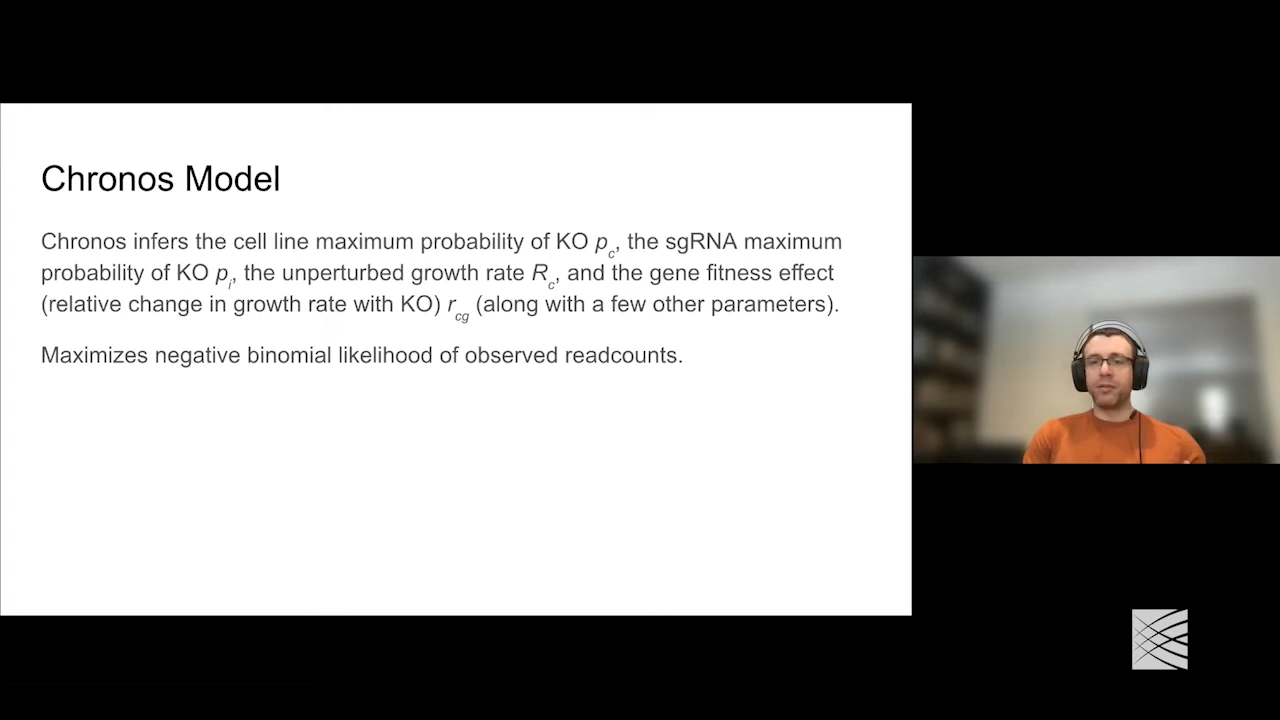 Chronos Model
Chronos infers the cell line maximum probability of KO pc, the sgRNA maximum
probability of KO pi, the unperturbed growth rate Rc, and the gene fitness effect
(relative change in growth rate with KO) rcg (along with a few other parameters).
Maximizes negative binomial likelihood of observed readcounts.